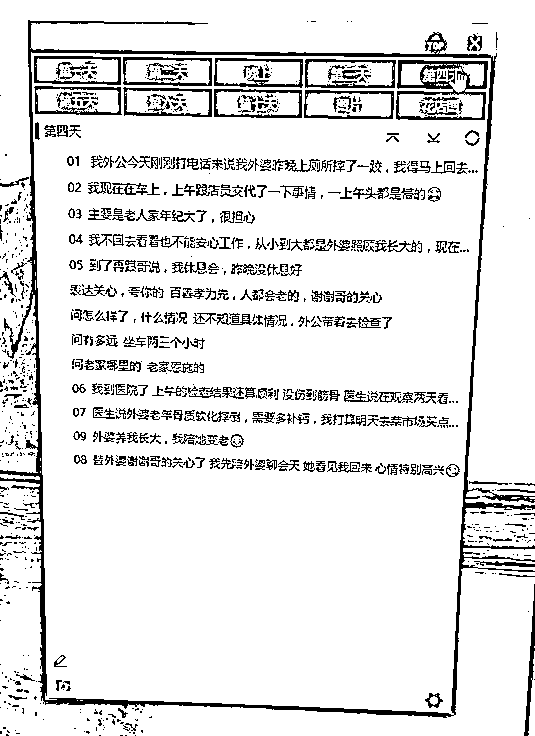 第一天 第二天 晚上 第三天 第四天
第五天 第六天 第七天 图片
第四天
01 我外公今天刚刚打电话来说我外婆昨晚上厕所摔了一跤，我得马上回去...
02 我现在在车上，上午跟店员交代了一下事情，一上午头都是懵的
03 主要是老人家年纪大了，很担心
04 我不回去看看也不能安心工作，从小到大都是外婆照顾我长大的，现在...
05 到了再跟哥说，我休息会，昨晚没休息好
表达关心，夸你的 百善孝为先，人都会老的，谢谢哥的关心
问怎么样了，什么情况 还不知道具体情况，外公带着去检查了
问有多远 坐车两三个小时
问老家哪里的 老家恩施的
06 我到医院了 上午的检查结果还算顺利 没伤到筋骨 医生说在观察两天看...
07 医生说外婆老年骨质软化摔倒，需要多补钙，我打算明天去菜市场买点...
09 外婆养我长大，我陪她变老
08 替外婆谢谢哥的关心了 我先陪外婆聊会天 她看见我回来 心情特别高兴